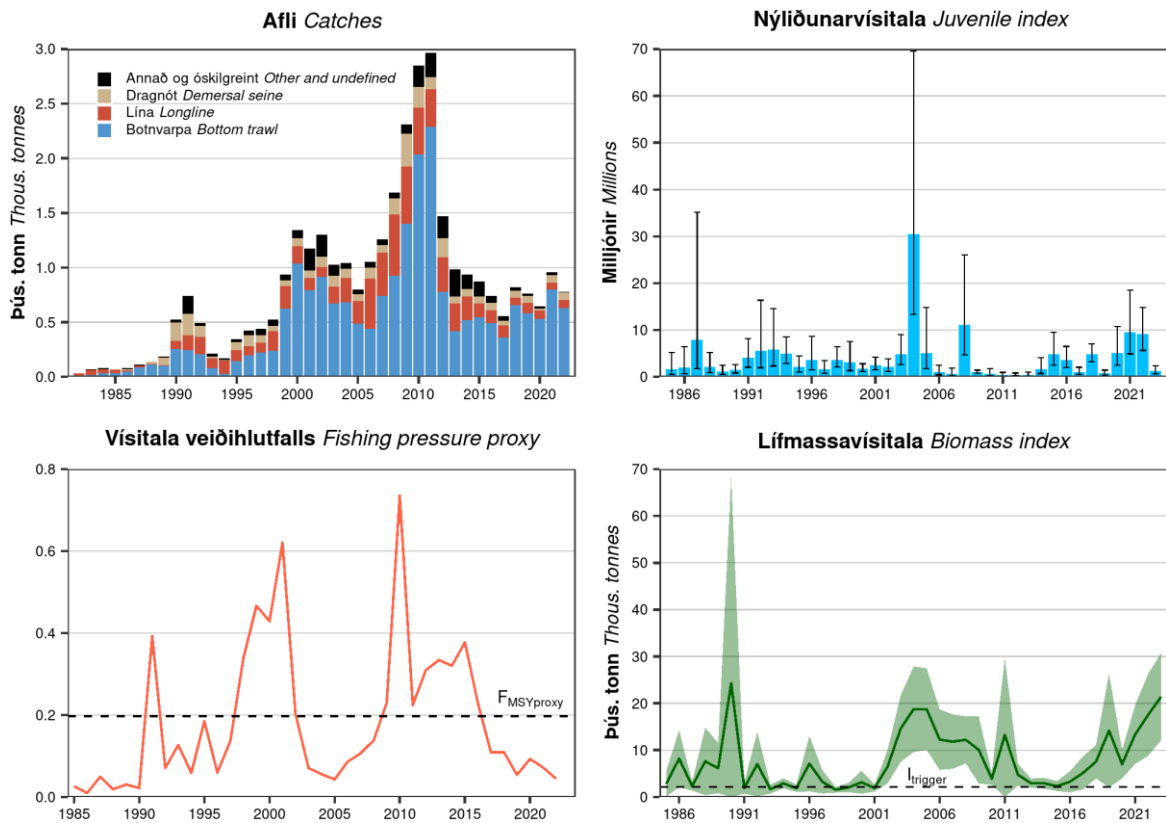 Afli Catches
Þús. tonn Thous. tonnes
3.0
2.5
2.0
1.5
1.0
0.5
0.0
Annað og óskilgreint Other and undefined
Dragnót Demersal seine
Lína Longline
Botnvarpa Bottom trawl
1985 1990 1995 2000 2005 2010 2015 2020
Nýliðunarvísitala Juvenile index
Milljónir Millions
70
60
50
40
30
20
10
0
1986 1991 1996 2001 2006 2011 2016 2021
Vísitala veiðihlutfalls Fishing pressure proxy
0.8
0.6
0.4
0.2
0.0
FMSYproxy
1985 1990 1995 2000 2005 2010 2015 2020
Lífmassavísitala Biomass index
Þús. tonn Thous. tonnes
70
60
50
40
30
20
10
0
Itrigger
1986 1991 1996 2001 2006 2011 2016 2021